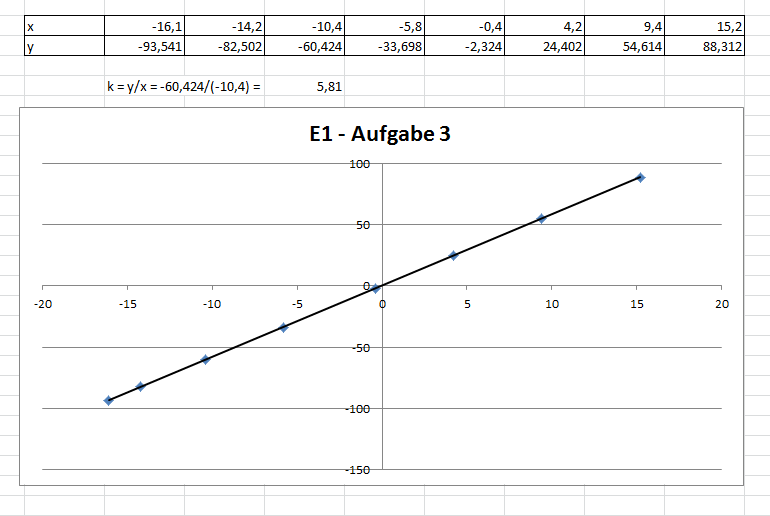 x -16,1 -14,2 -10,4 -5,8 -0,4 4,2 9,4 15,2
y -93,541 -82,502 -60,424 -33,698 -2,324 24,402 54,614 88,312
k = y/x = -60,424/(-10,4) = 5,81
E1 - Aufgabe 3
100
50
0
-20 -15 -10 -5 0 5 10 15 20
-50
-100
-150